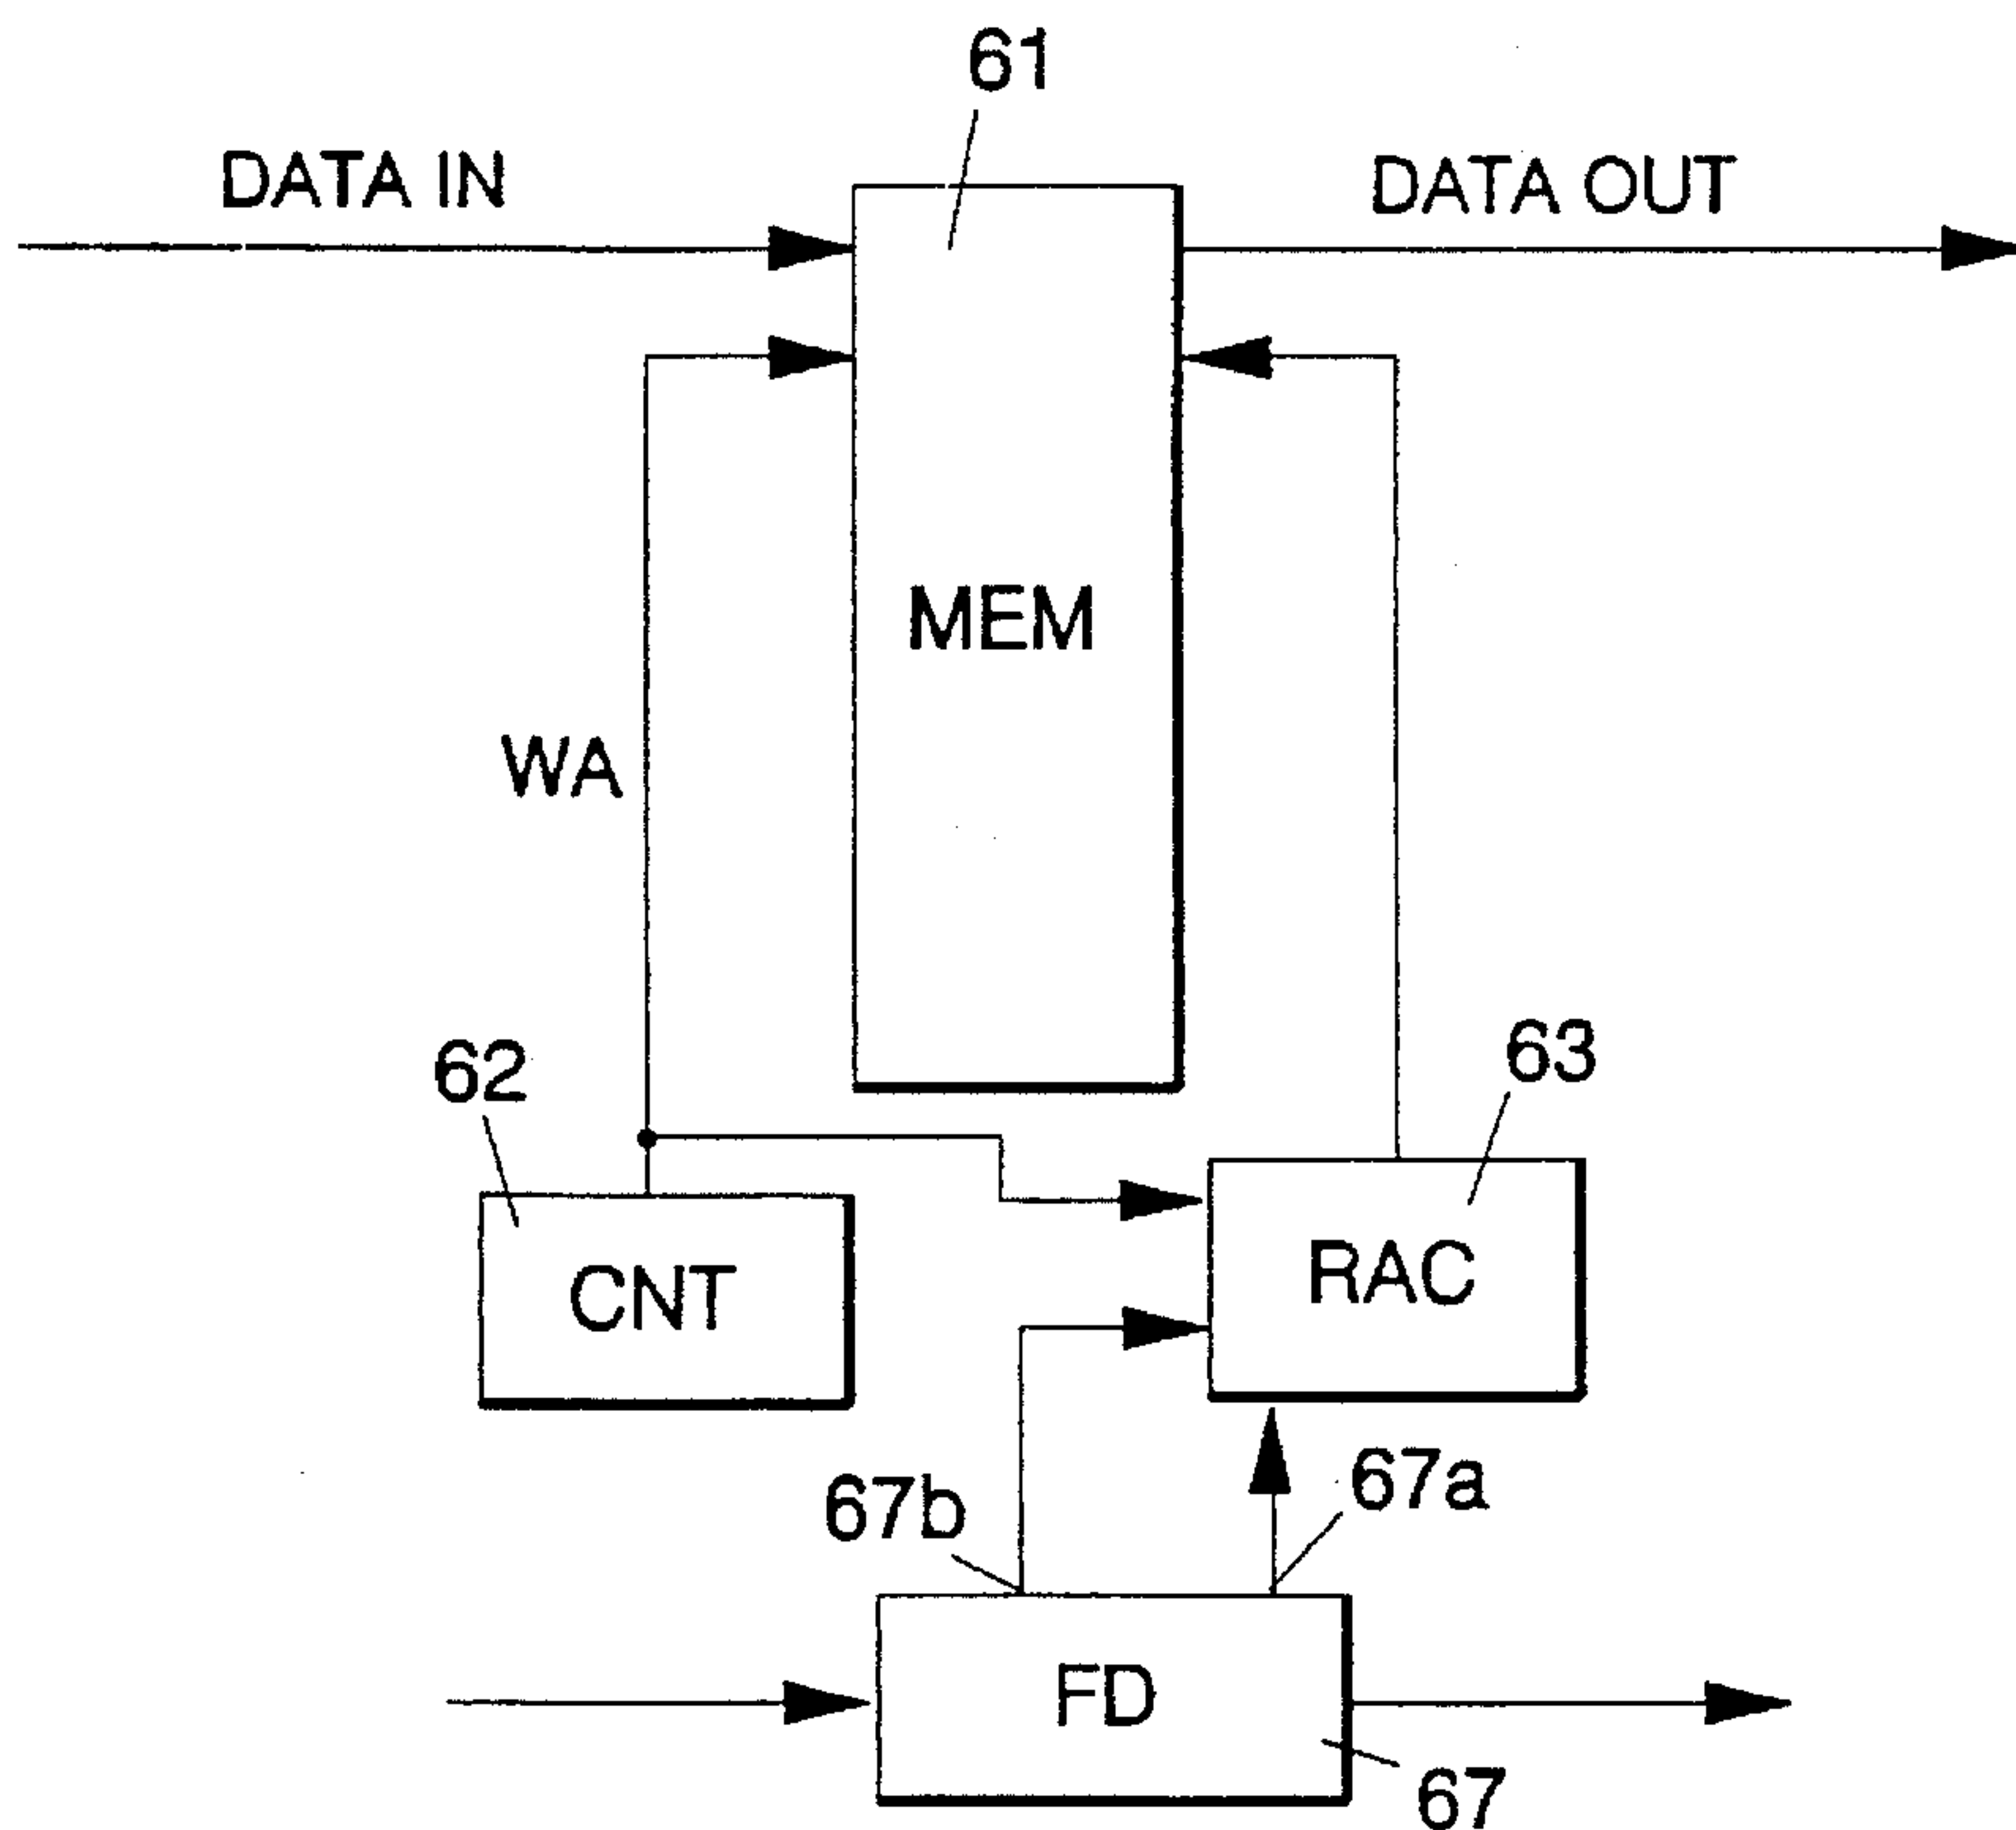 61
DATA IN
DATA OUT
MEM
WA
62
63
CNT
RAC
67b
67a
FD
67